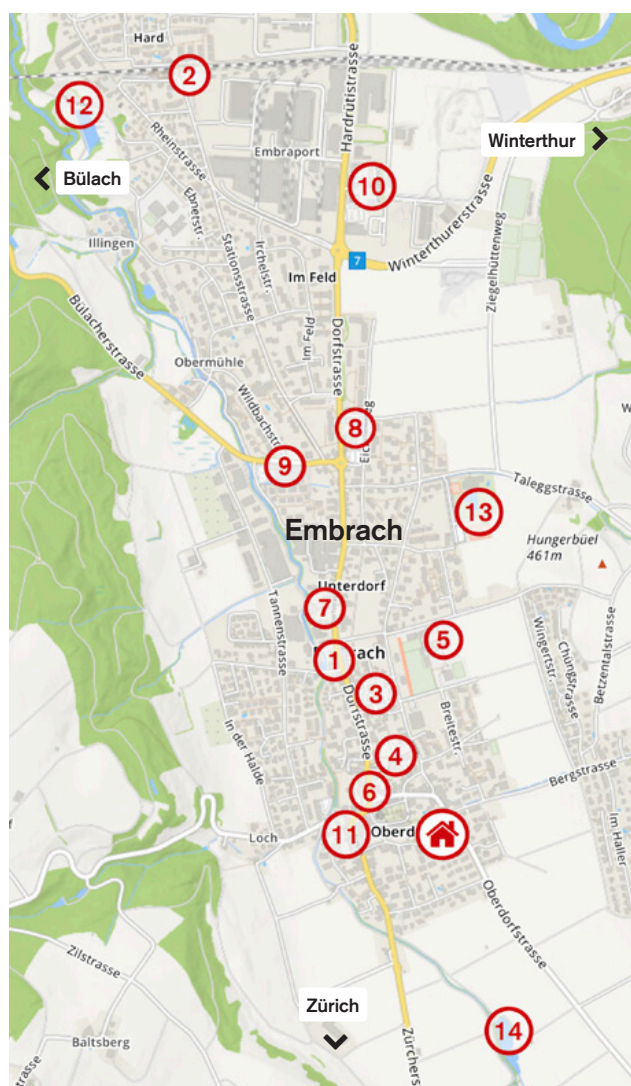 Hard
2
12
Hardrütistrasse
Rheinstrasse
Embraport
Winterthur
Bülach
10
Ebnetstr.
Winterthurerstrasse
Ziegelhüttenweg
Illingen
Stationsstrasse
Irchelstr.
7
Im Feld
Bülacherstrasse
Im Feld
Dorfstrasse
Obermühle
Wildbachstr
8
9
Taleggstrasse
13
Embrach
Hungerbüel
461m
Unterdorf
7
Tannenstrasse
5
1
Wingertstr.
Chüngstrasse
Betzentalstrasse
3
Dorfstrasse
Breitestr.
In der Halde
4
6
Bergstrasse
11
Oberd
Loch
Im Haller
Oberdorfstrasse
Zilstrasse
Zürich
14
Baltsberg
Zürchers